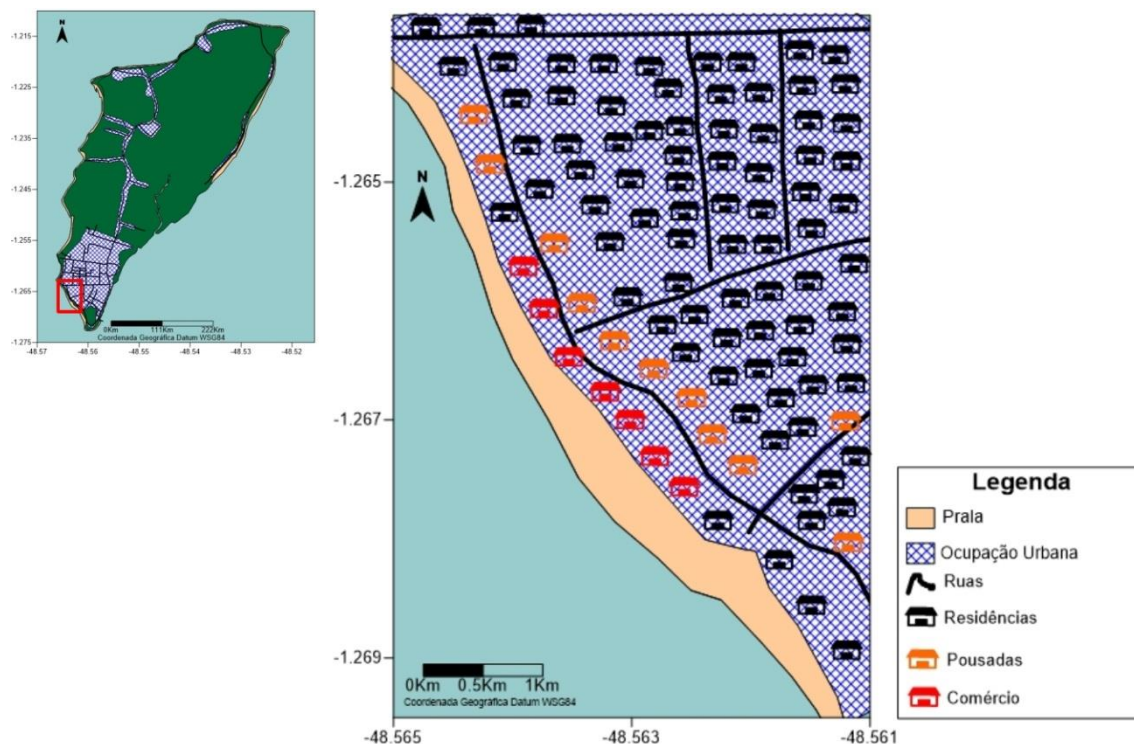 N
-1.215
-1.225
-1.235
-1.245
-1.255
-1.265
-1.275
0Km 111Km 222Km
Coordenada Geográfica Datum WSG84
-48.57 -48.56 -48.55 -48.54 -48.53 -48.52
N
-1.265
-1.267
-1.269
0Km 0.5Km 1Km
Coordenada Geográfica Datum WSG84
-48.565 -48.563 -48.561
Legenda
Praia
Ocupação Urbana
Ruas
Residências
Pousadas
Comércio